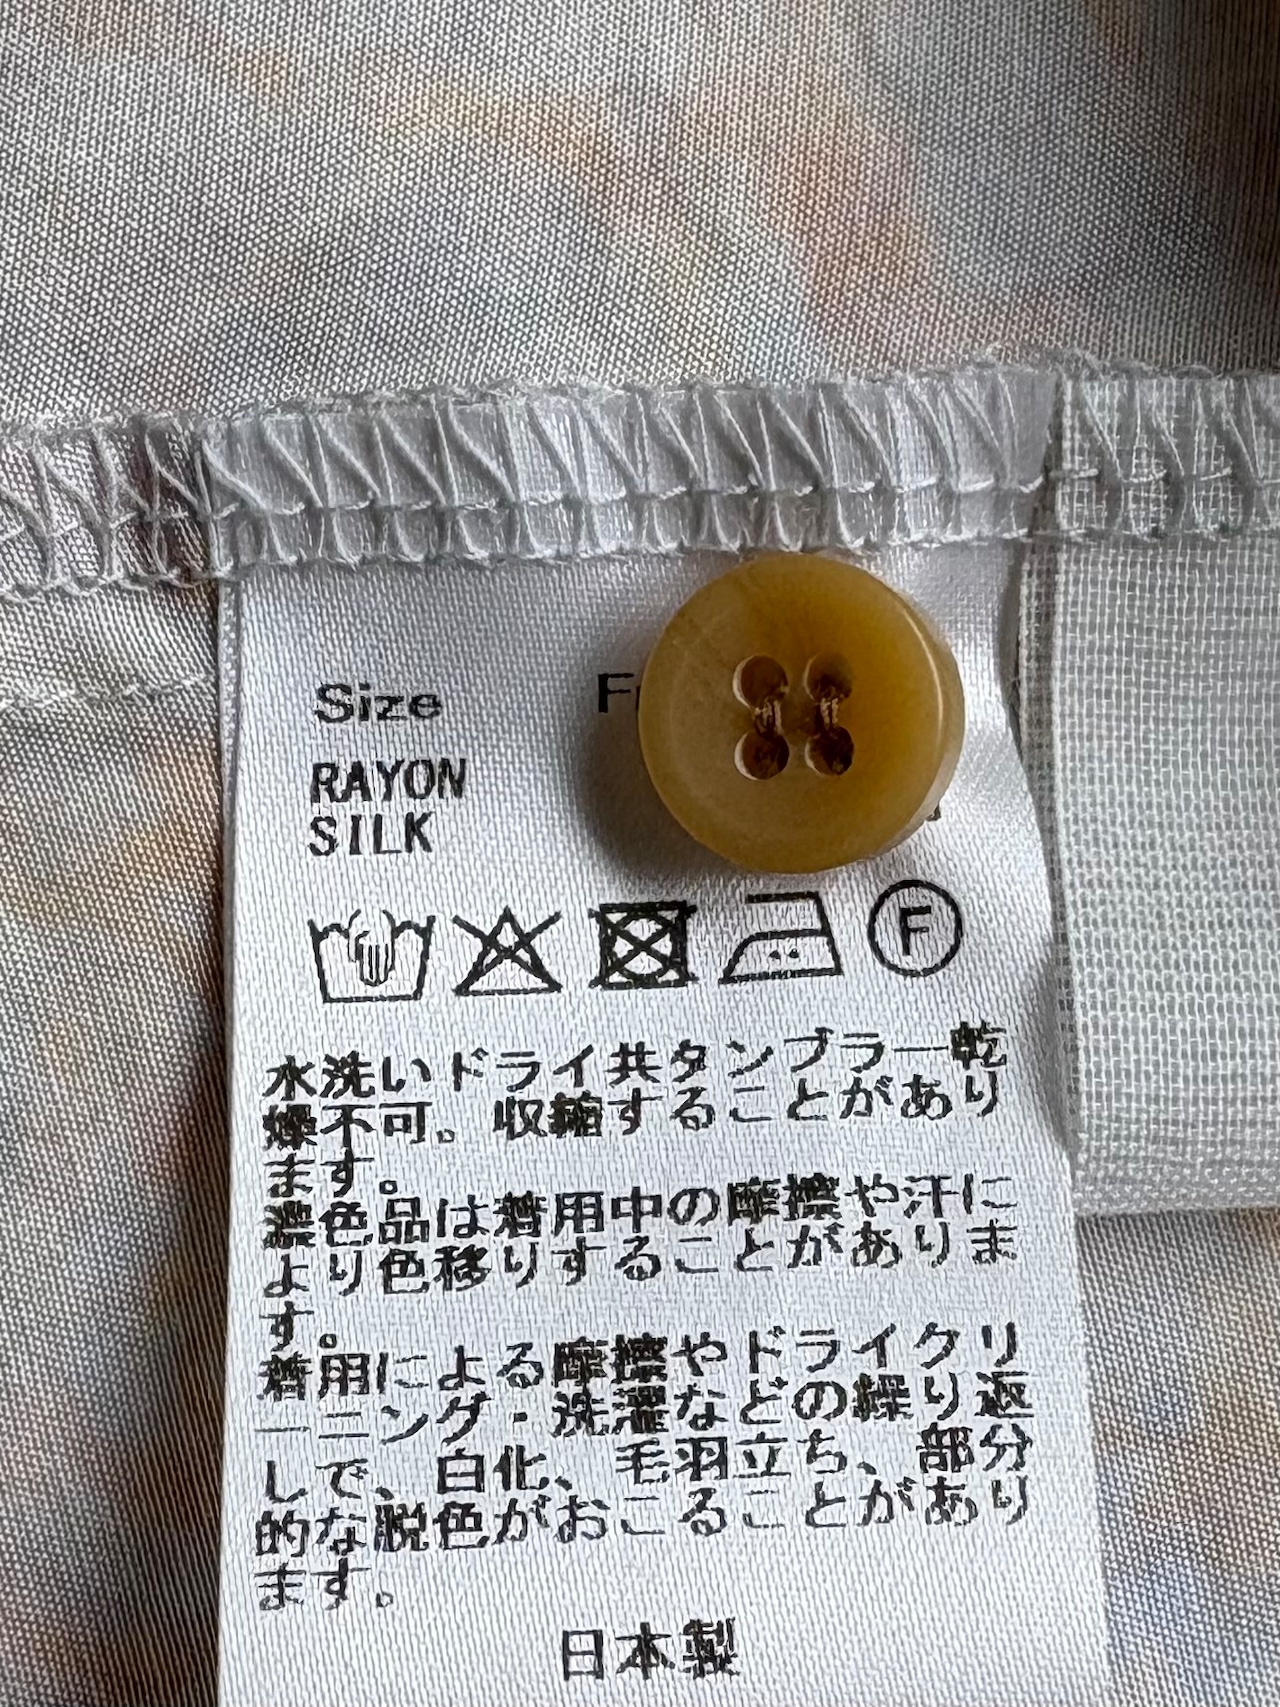 Size
RAYON
SILK
F
水洗いドライ共タンブラー乾
燥不可。収縮することがあり
ます。
濃色品は着用中の摩擦や汗に
より色移りすることがありま
す。
着用による摩擦やドライクリ
ーニング・洗濯などの繰り返
しで、白化、毛羽立ち、部分
的な脱色がおこることがあり
ます。
日本製